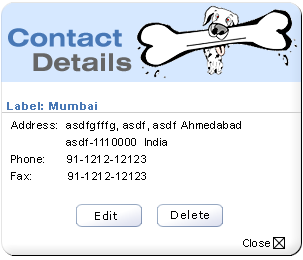 Contact
Details
Label: Mumbai
Address: asdfgfffg, asdf, asdf Ahmedabad
asdf-1110000 India
Phone: 91-1212-12123
Fax: 91-1212-12123
Edit Delete
Close